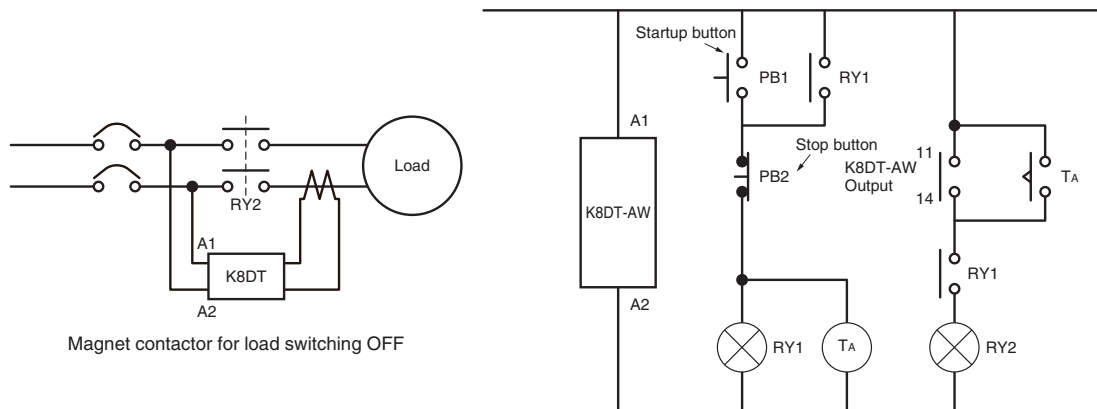 Load
RY2
A1
K8DT
A2
Magnet contactor for load switching OFF
Startup button
PB1
RY1
A1
Stop button
PB2
K8DT-AW
Output
11
14
TA
K8DT-AW
A2
RY1
RY1
TA
RY2